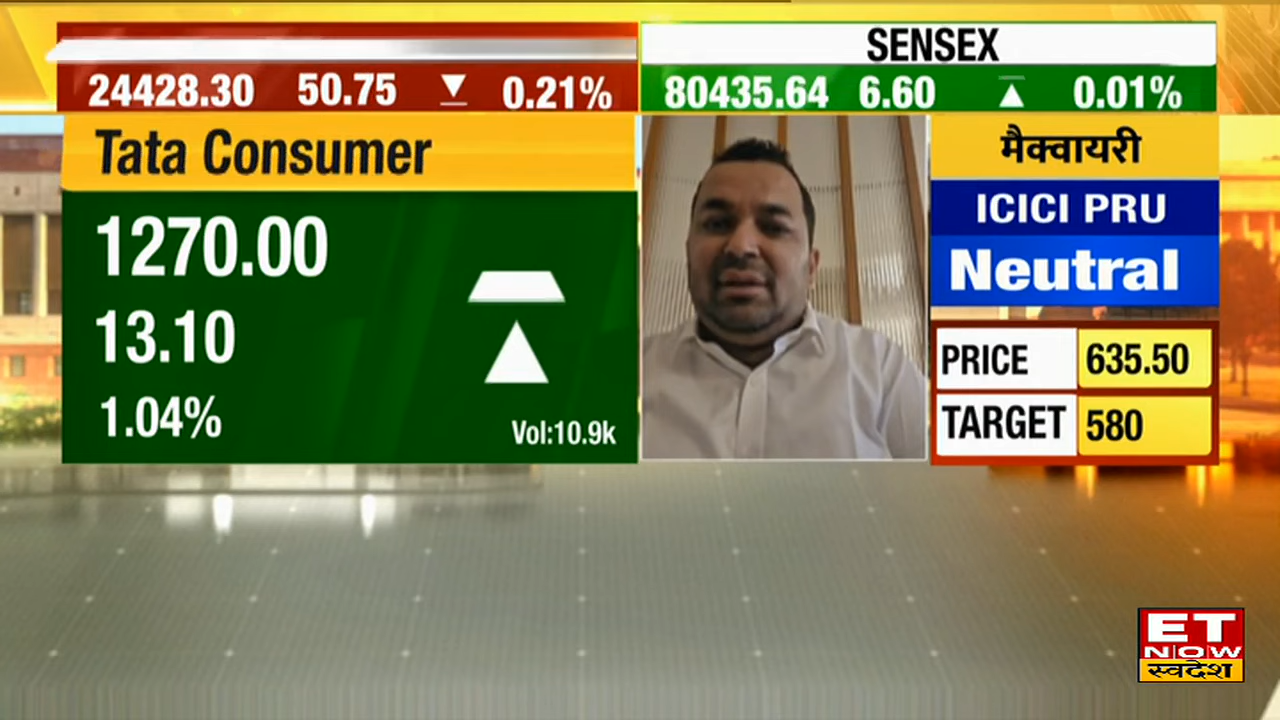 24428.30 50.75 0.21%
SENSEX
80435.64 6.60 0.01%
Tata Consumer
1270.00
13.10
1.04%
Vol:10.9k
मैक्वायरी
ICICI PRU
Neutral
PRICE 635.50
TARGET 580
ET
NOW
स्वदेश